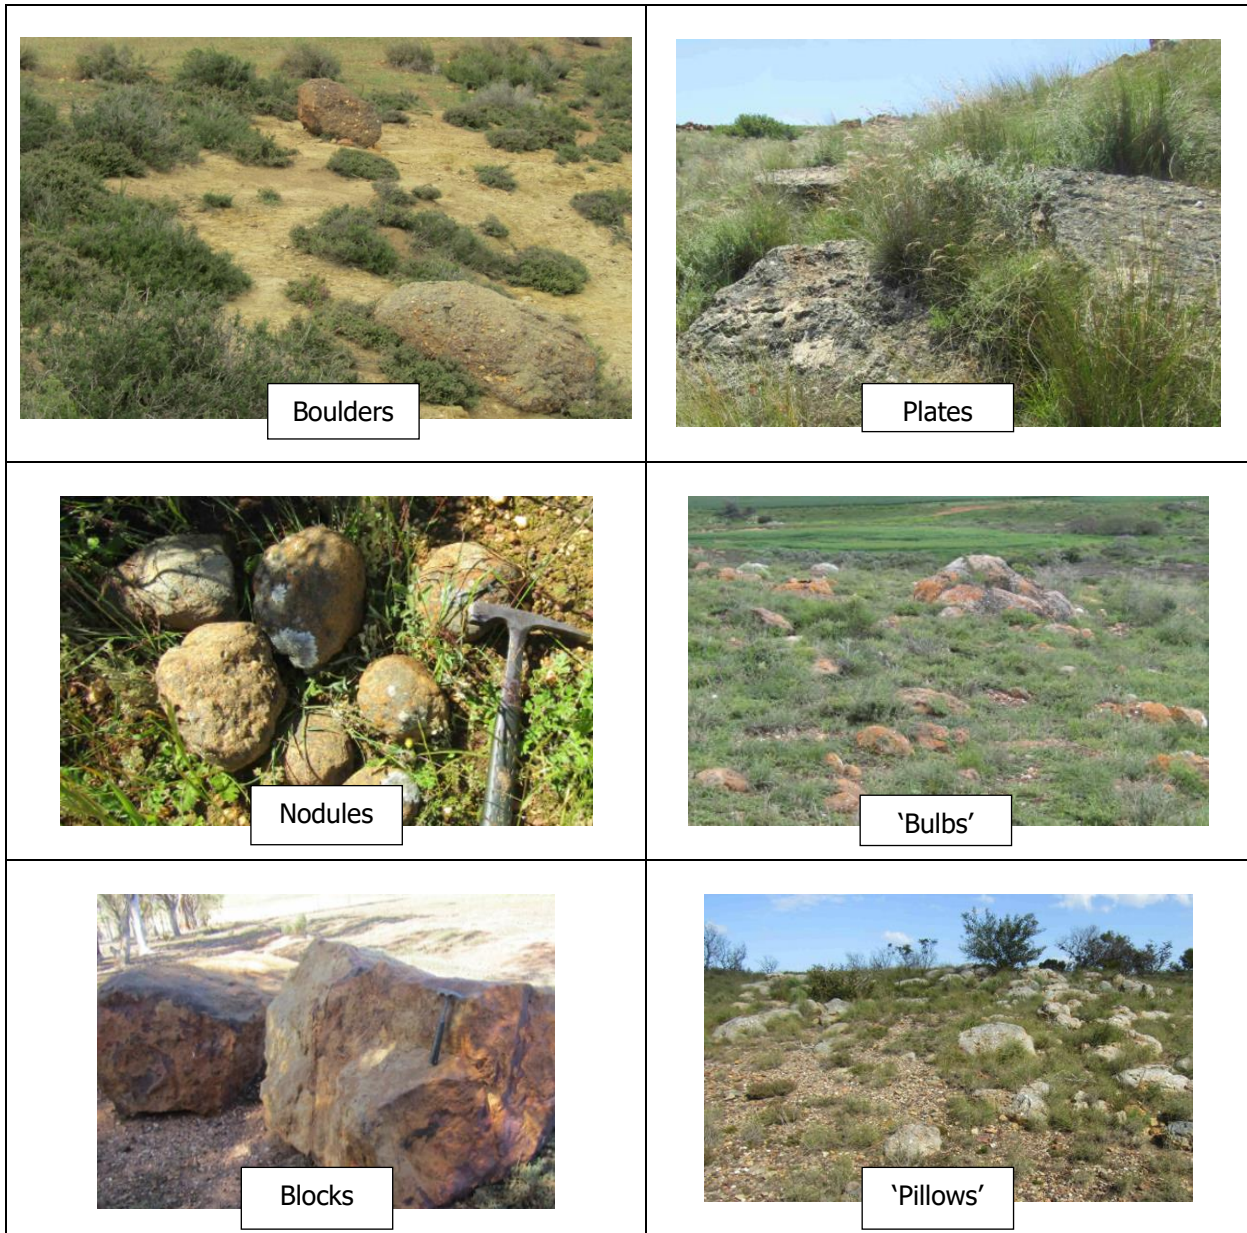 Boulders
Plates
Nodules
‘Bulbs’
Blocks
‘Pillows’